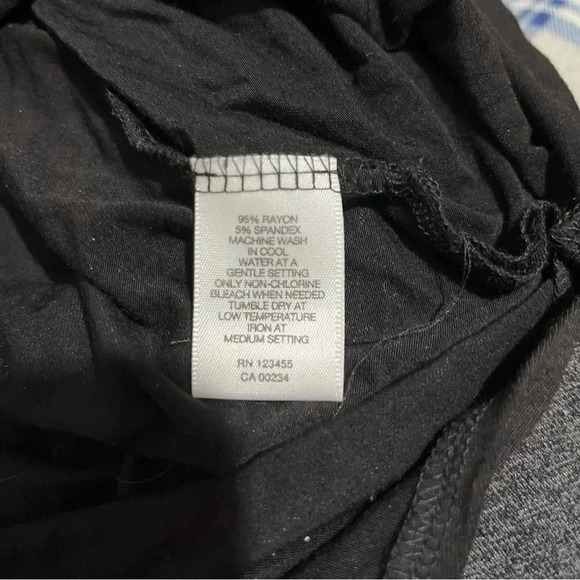 95% RAYON
5% SPANDEX
MACHINE WASH
IN COOL
WATER AT A
GENTLE SETTING
ONLY NON-CHLORINE
BLEACH WHEN NEEDED
TUMBLE DRY AT
LOW TEMPERATURE
IRON AT
MEDIUM SETTING
RN 123455
CA 00234